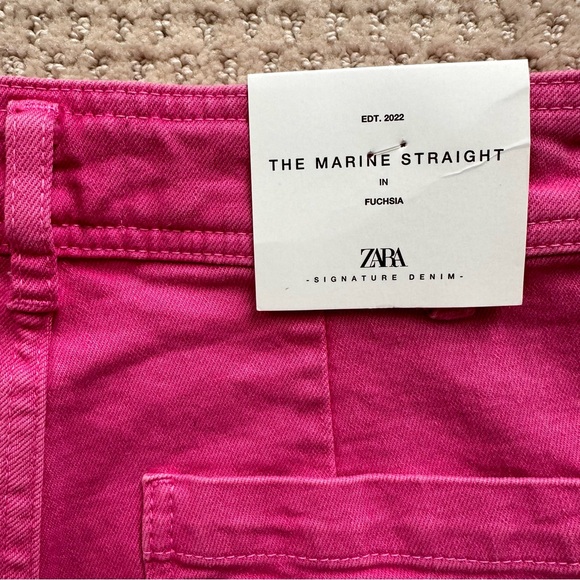 EDT. 2022
THE MARINE STRAIGHT
IN
FUCHSIA
ZARA
- SIGNATURE DENIM -